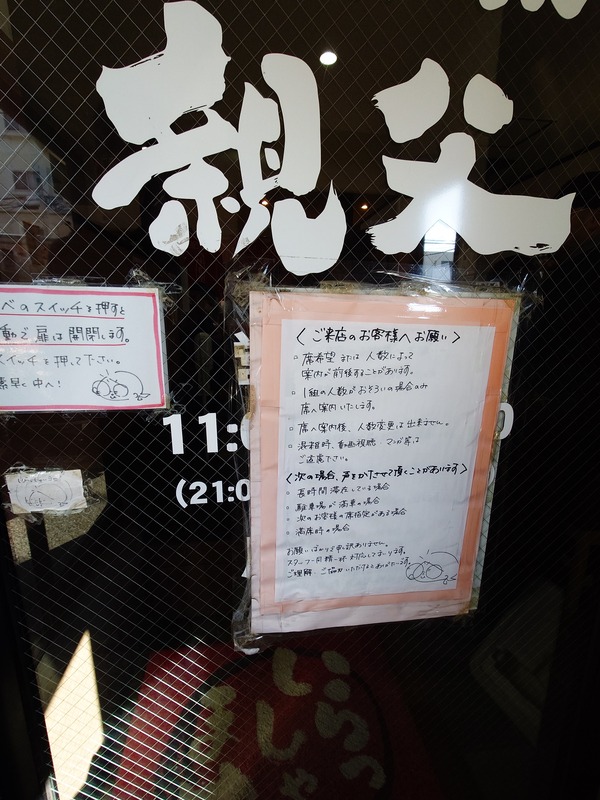 親父
べのスイッチを押すと
動で扉は開閉します。
スイッチを押して下さい。
素早く中へ!
〈ご来店のお客様へお願い〉
席希望または人数によって
案内が前後することがあります。
1組の人数がおそろいの場合のみ
席へ案内いたします。
席へ案内後、人数変更は出来ません。
混雑時、動画視聴・マンガ等は
ご遠慮下さい。
〈次の場合、声をかけさせて頂くことがあります〉
長時間滞在している場合
駐車場が満車の場合
次のお客様の席指定がある場合
満席時の場合
お願いばかりで申し訳ありません。
スタッフ一同精一杯対応しております。
ご理解・ご協力いただけるとありがたいです。
11:0
0
(21:0
いらっ
しゃ
ませ